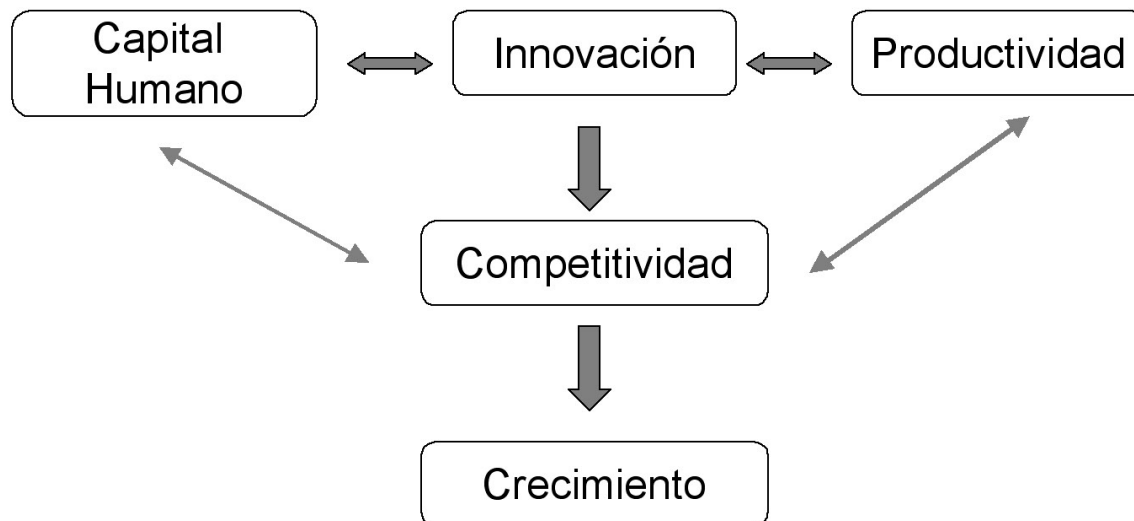 Capital
Humano
Innovación
Productividad
Competitividad
Crecimiento